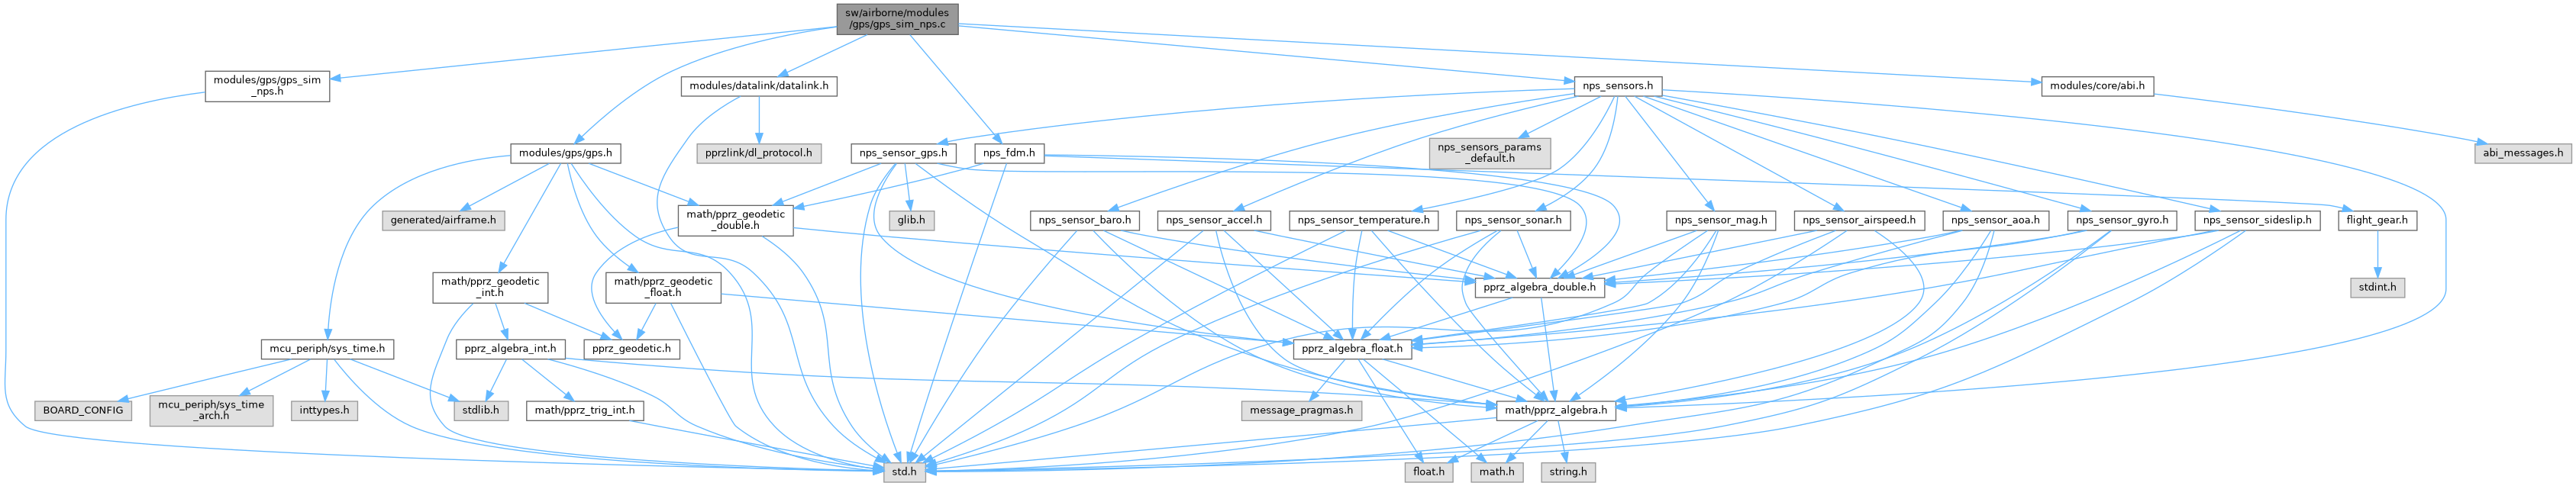 sw/airborne/modules
/gps/gps_sim_nps.c
modules/gps/gps_sim
_nps.h
modules/datalink/datalink.h
nps_sensors.h
modules/core/abi.h
modules/gps/gps.h
pprzlink/dl_protocol.h
nps_sensor_gps.h
nps_fdm.h
nps_sensors_params
_default.h
abi_messages.h
generated/airframe.h
math/pprz_geodetic
_double.h
glib.h
nps_sensor_baro.h
nps_sensor_accel.h
nps_sensor_temperature.h
nps_sensor_sonar.h
nps_sensor_mag.h
nps_sensor_airspeed.h
nps_sensor_aoa.h
nps_sensor_gyro.h
nps_sensor_sideslip.h
flight_gear.h
math/pprz_geodetic
_int.h
math/pprz_geodetic
_float.h
pprz_algebra_double.h
stdint.h
mcu_periph/sys_time.h
pprz_algebra_int.h
pprz_geodetic.h
pprz_algebra_float.h
BOARD_CONFIG
mcu_periph/sys_time
_arch.h
inttypes.h
stdlib.h
math/pprz_trig_int.h
message_pragmas.h
math/pprz_algebra.h
std.h
float.h
math.h
string.h